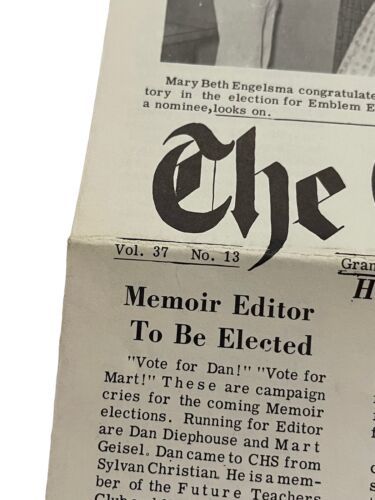 Mary Beth Engelsma congratulate
tory in the election for Emblem E
a nominee, looks on.
The
Vol. 37 No. 13
Gran
H
Memoir Editor
To Be Elected
"Vote for Dan!" "Vote for
Mart!" These are campaign
cries for the coming Memoir
elections. Running for Editor
are Dan Diephouse and Mart
Geisel. Dan came to CHS from
Sylvan Christian. He is a mem-
ber of the Future Teachers